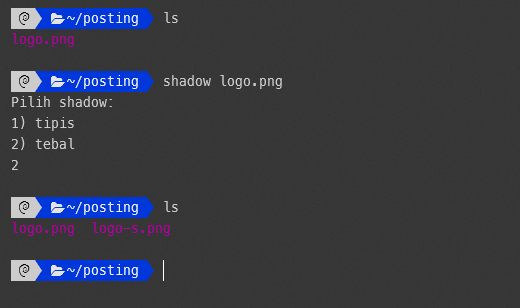 ~/posting ls
logo.png
~/posting shadow logo.png
Pilih shadow:
1) tipis
2) tebal
2
~/posting ls
logo.png logo-s.png
~/posting